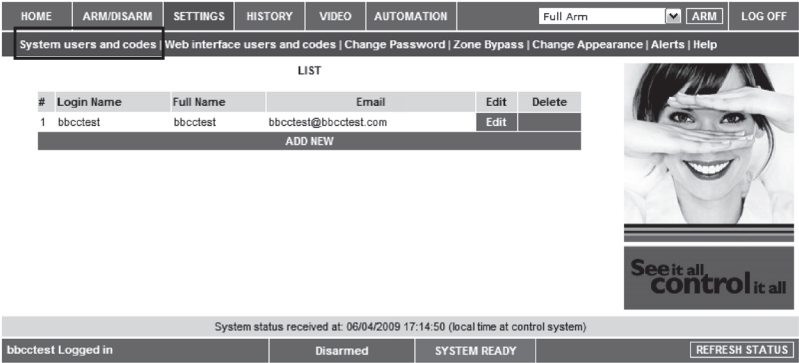 HOME ARM/DISARM SETTINGS HISTORY VIDEO AUTOMATION Full Arm ARM LOG OFF
System users and codes | Web interface users and codes | Change Password | Zone Bypass | Change Appearance | Alerts | Help
LIST
# Login Name Full Name Email Edit Delete
1 bbcctest bbcctest bbcctest@bbcctest.com Edit
ADD NEW
See it all
control it all
System status received at: 06/04/2009 17:14:50 (local time at control system)
bbcctest Logged in Disarmed SYSTEM READY REFRESH STATUS